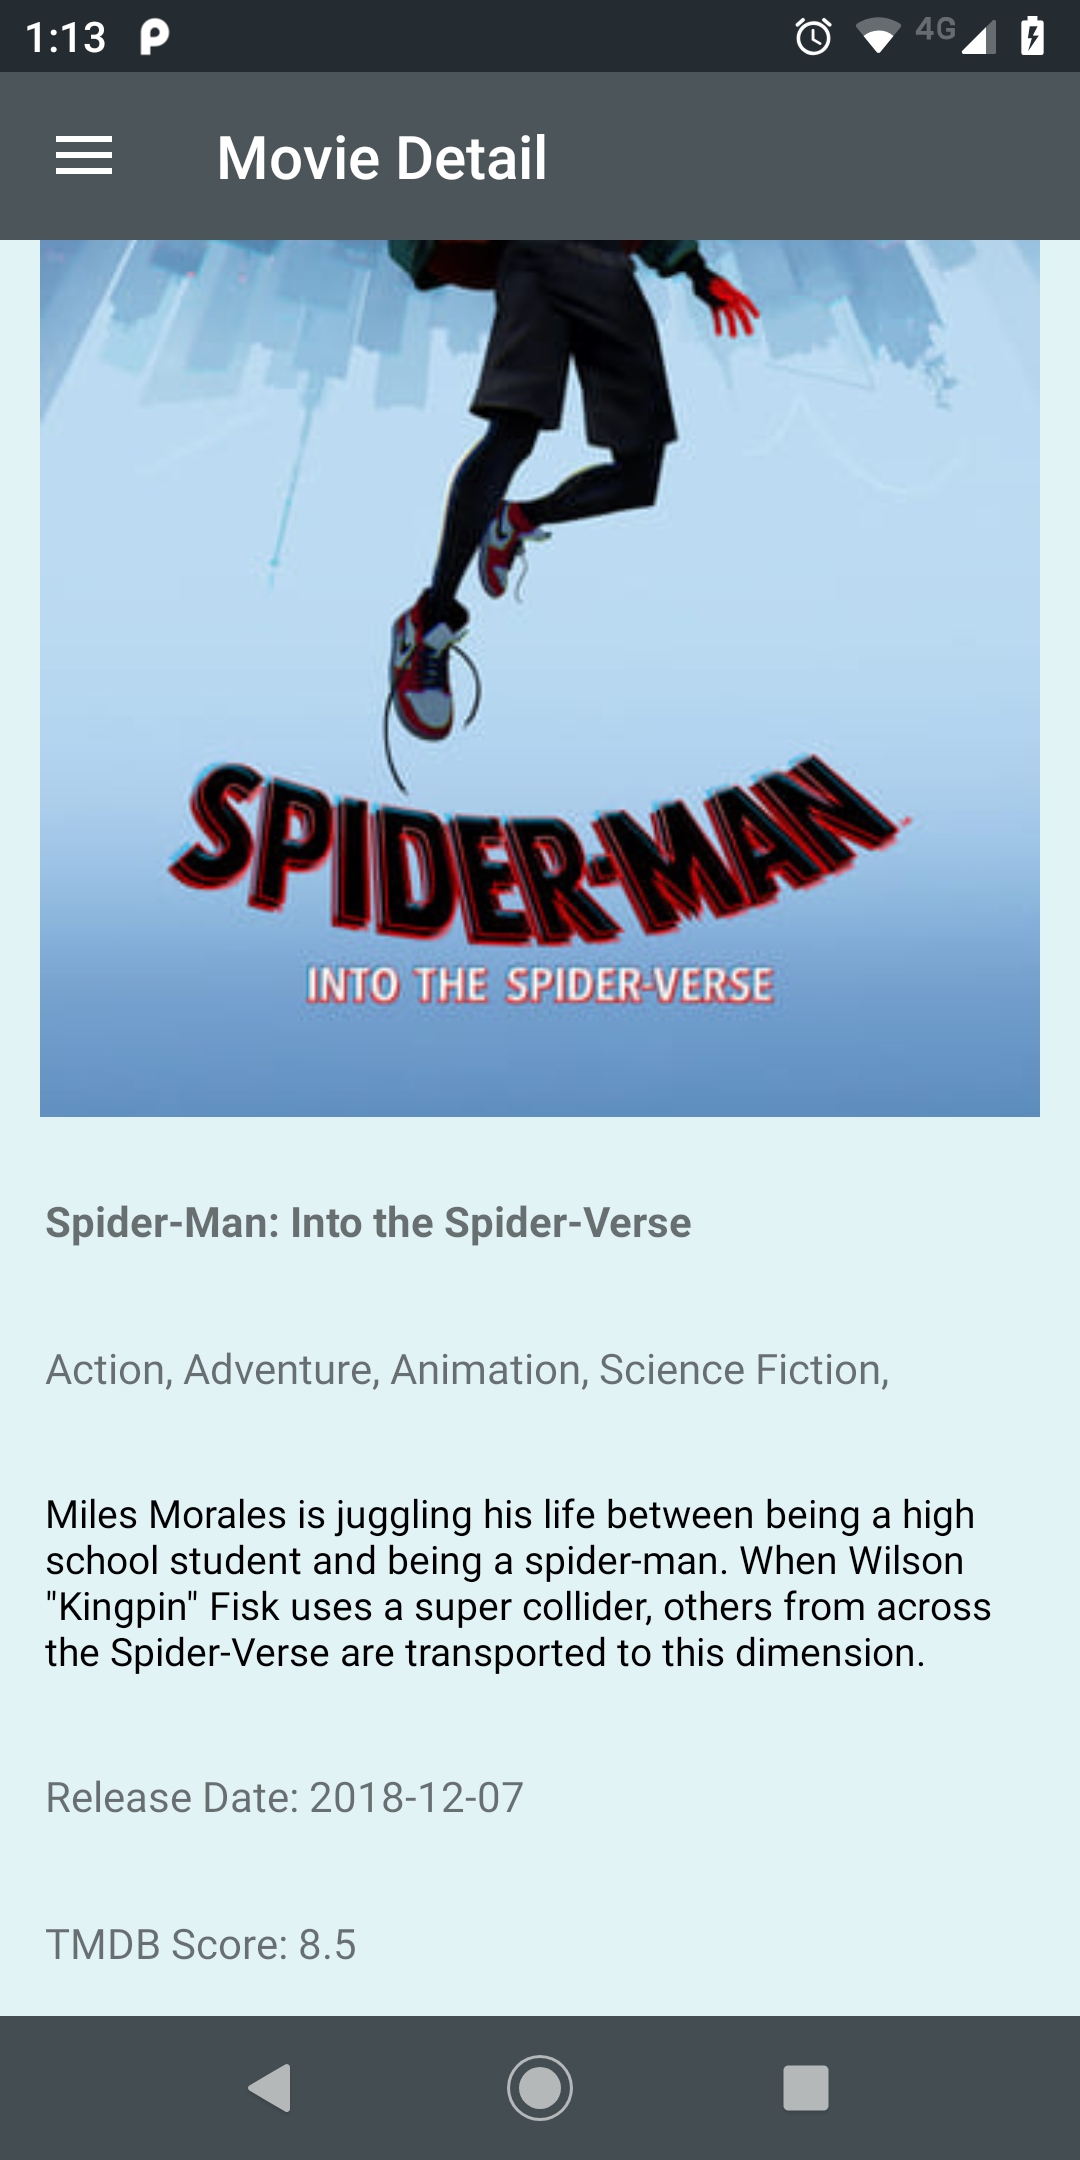 1:13
4G
Movie Detail
SPIDER-MAN
INTO THE SPIDER-VERSE
Spider-Man: Into the Spider-Verse
Action, Adventure, Animation, Science Fiction,
Miles Morales is juggling his life between being a high
school student and being a spider-man. When Wilson
"Kingpin" Fisk uses a super collider, others from across
the Spider-Verse are transported to this dimension.
Release Date: 2018-12-07
TMDB Score: 8.5